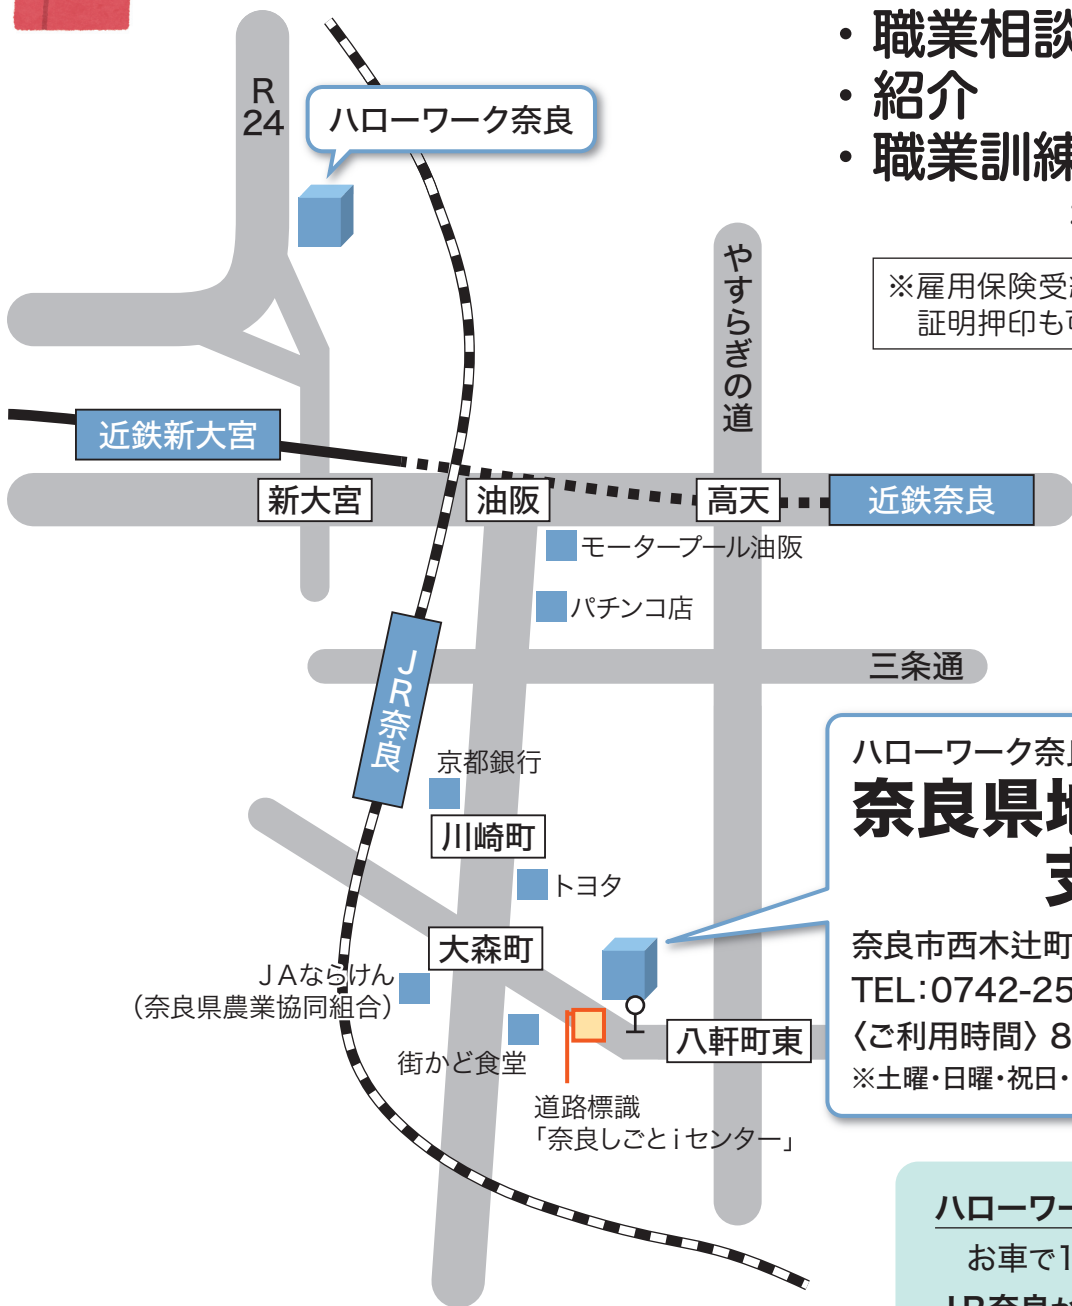 ・職業相談
・紹介
・職業訓練
※雇用保険受
証明押印も
R
24
ハローワーク奈良
やすらぎの道
近鉄新大宮
新大宮
油阪
高天
近鉄奈良
モータープール油阪
パチンコ店
三条通
JR奈良
京都銀行
川崎町
トヨタ
大森町
JAならけん
(奈良県農業協同組合)
街かど食堂
八軒町東
道路標識
「奈良しごとiセンター」
ハローワーク奈良
奈良県地
支
奈良市西木辻町
TEL:0742-25
〈ご利用時間〉8
※土曜・日曜・祝日・
ハローワー
お車で1
JR奈良か